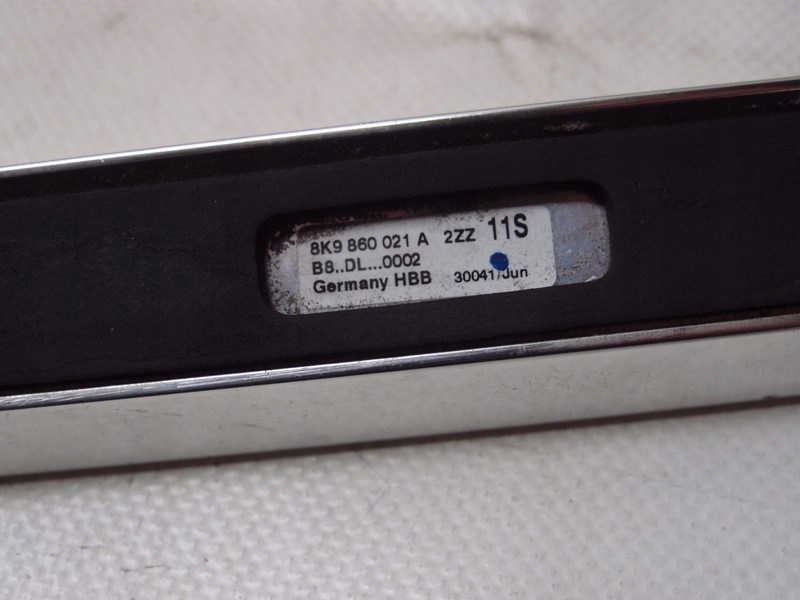 8K9 860 021 A 2ZZ 11S
B8..DL...0002
Germany HBB 30041/Jun